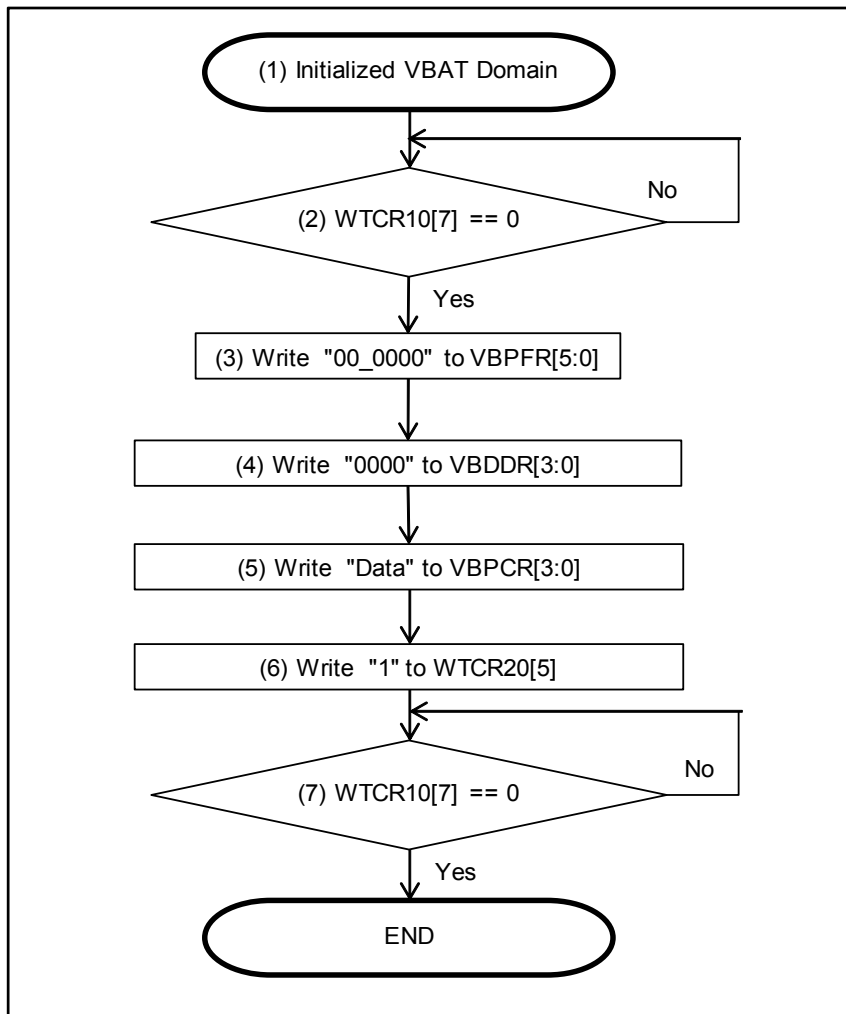 (1) Initialized VBAT Domain
No
(2) WTCR10[7] == 0
Yes
(3) Write "00_0000" to VBPFR[5:0]
(4) Write "0000" to VBDDR[3:0]
(5) Write "Data" to VBPCR[3:0]
(6) Write "1" to WTCR20[5]
No
(7) WTCR10[7] == 0
Yes
END